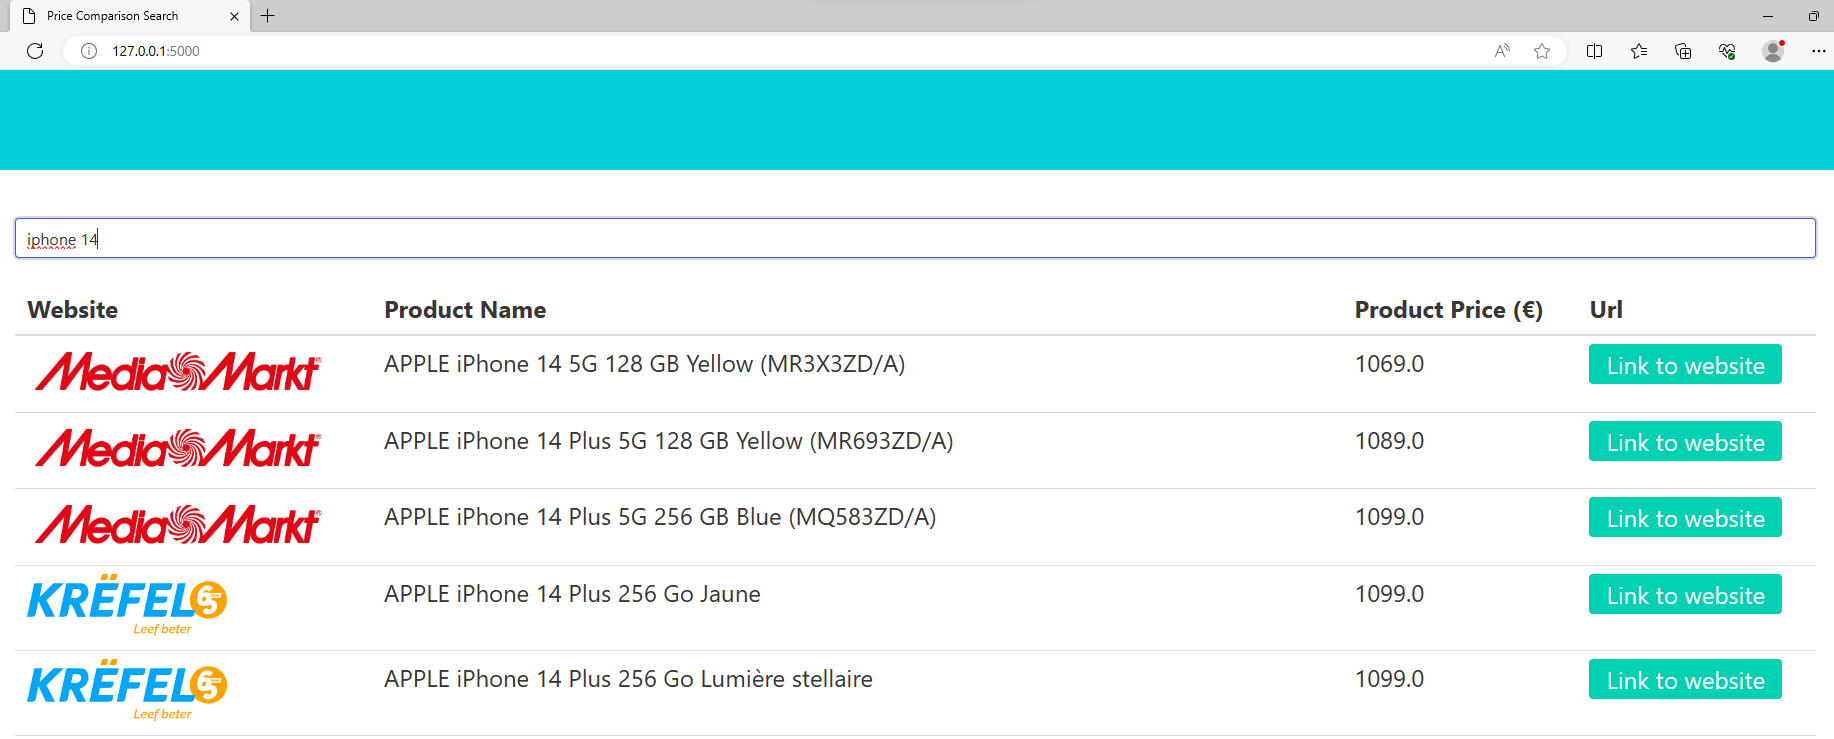 Price Comparison Search
127.0.0.1:5000
iphone 14
Website Product Name Product Price (€) Url
MediaMarkt® APPLE iPhone 14 5G 128 GB Yellow (MR3X3ZD/A) 1069.0 Link to website
MediaMarkt® APPLE iPhone 14 Plus 5G 128 GB Yellow (MR693ZD/A) 1089.0 Link to website
MediaMarkt® APPLE iPhone 14 Plus 5G 256 GB Blue (MQ583ZD/A) 1099.0 Link to website
KRËFEL 65 APPLE iPhone 14 Plus 256 Go Jaune 1099.0 Link to website
Leef beter
KRËFEL 65 APPLE iPhone 14 Plus 256 Go Lumière stellaire 1099.0 Link to website
Leef beter